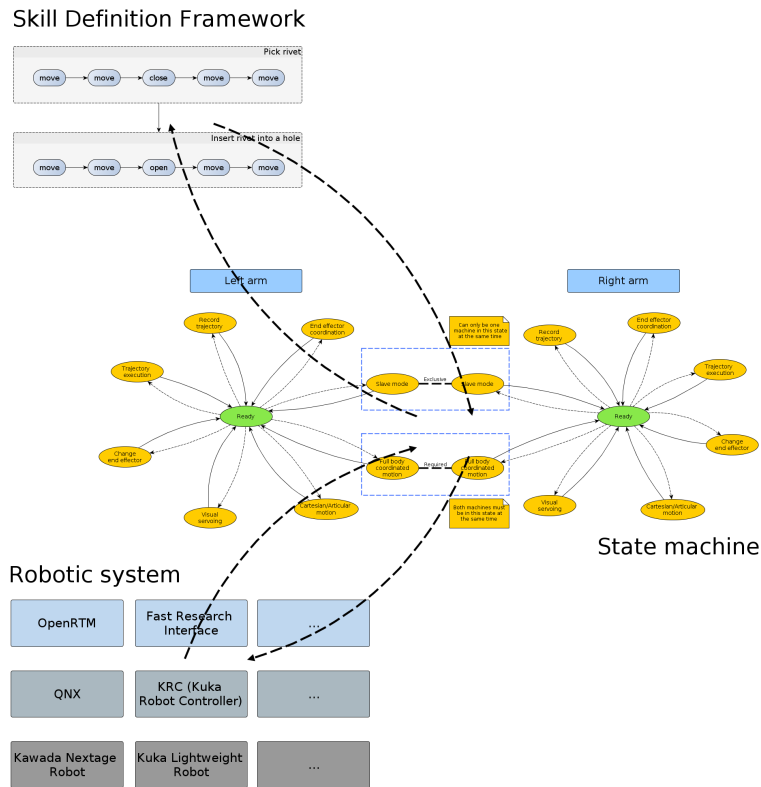 Skill Definition Framework
Pick rivet
move
move
close
move
move
Insert rivet into a hole
move
move
open
move
move
Left arm
Right arm
Record
trajectory
End effector
coordination
Can only be one
machine in this state
at the same time
Record
trajectory
End effector
coordination
Trajectory
execution
Slave mode
Exclusive
Slave mode
Trajectory
execution
Ready
Ready
Change
end effector
Full body
coordinated
motion
Required
Full body
coordinated
motion
Change
end effector
Visual
servoing
Cartesian/Articular
motion
Both machines must
be in this state at
the same time
Visual
servoing
Cartesian/Articular
motion
State machine
Robotic system
OpenRTM
Fast Research
Interface
...
QNX
KRC (Kuka
Robot Controller)
...
Kawada Nextage
Robot
Kuka Lightweight
Robot
...